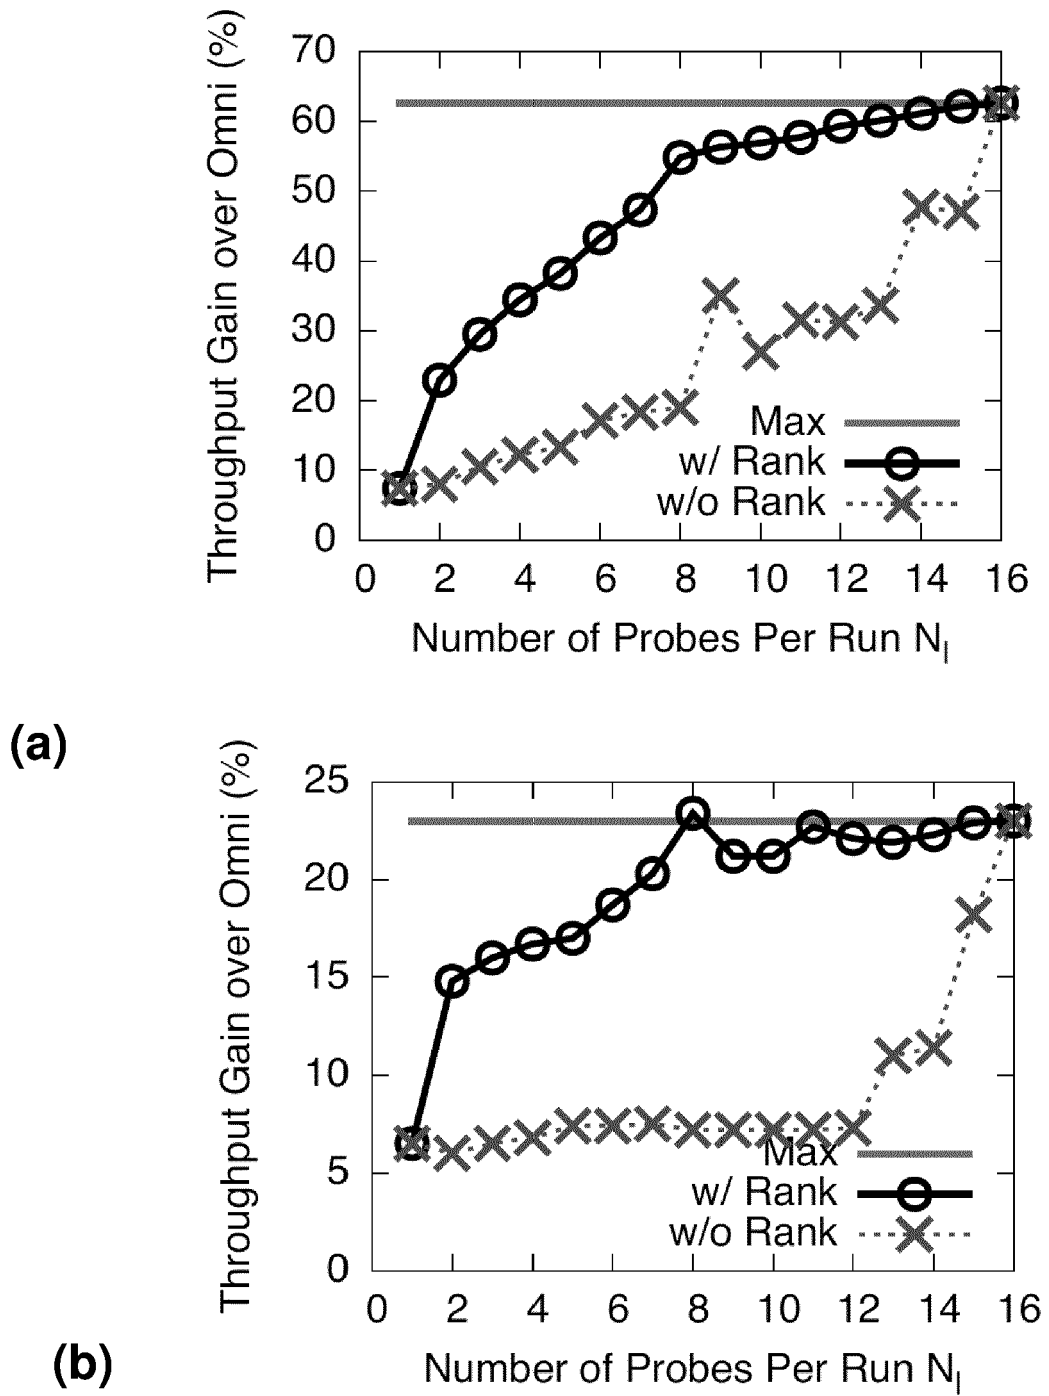 Throughput Gain over Omni (%)
70
60
50
40
30
20
10
0
Max
w/ Rank
w/o Rank
0 2 4 6 8 10 12 14 16
Number of Probes Per Run N_l
(a)
Throughput Gain over Omni (%)
25
20
15
10
5
0
Max
w/ Rank
w/o Rank
0 2 4 6 8 10 12 14 16
Number of Probes Per Run N_l
(b)